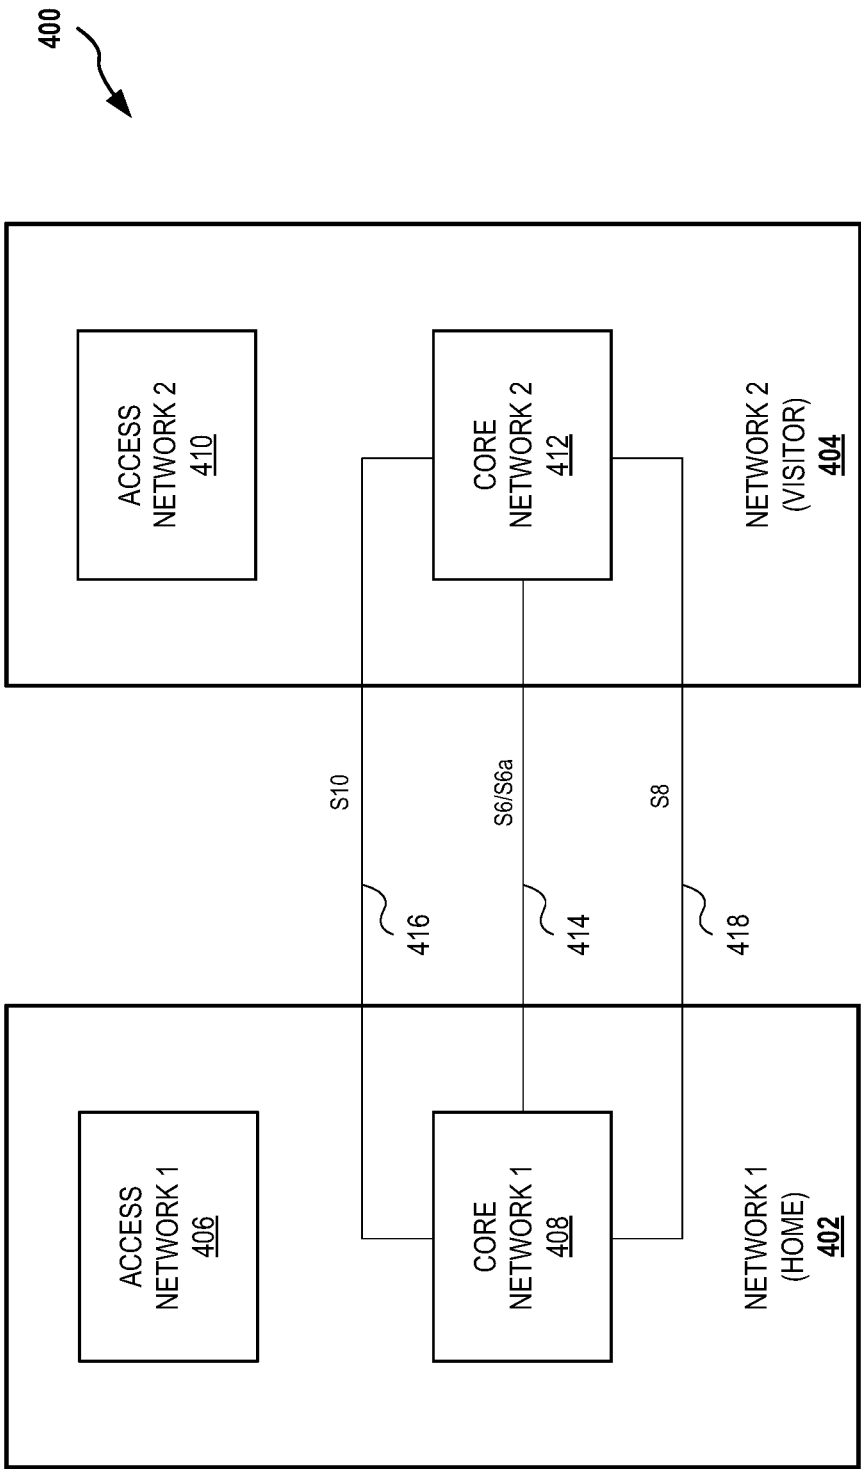 400
ACCESS
NETWORK 1
406
CORE
NETWORK 1
408
NETWORK 1
(HOME)
402
S10
416
S6/S6a
414
S8
418
ACCESS
NETWORK 2
410
CORE
NETWORK 2
412
NETWORK 2
(VISITOR)
404